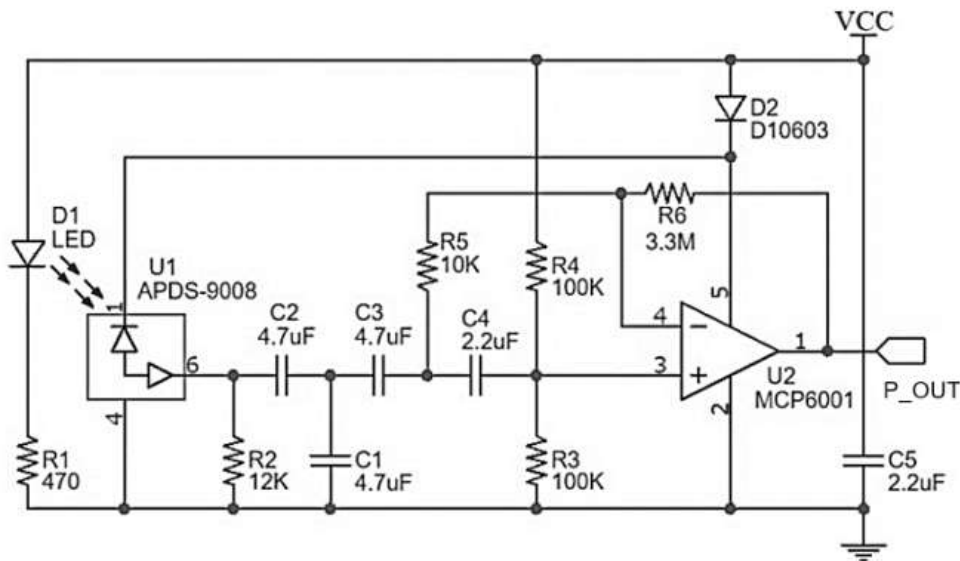 VCC
D2
D10603
D1
LED
R6
3.3M
R5
10K
R4
100K
U1
APDS-9008
1
5
C2
4.7uF
C3
4.7uF
C4
2.2uF
4
3
1
6
2
4
U2
MCP6001
P_OUT
R1
470
R2
12K
C1
4.7uF
R3
100K
C5
2.2uF